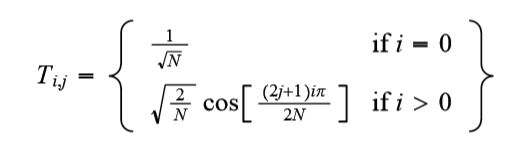 T_{i,j} = { 1/√N if i = 0
√(2/N) cos[ (2j+1)iπ / 2N ] if i > 0 }